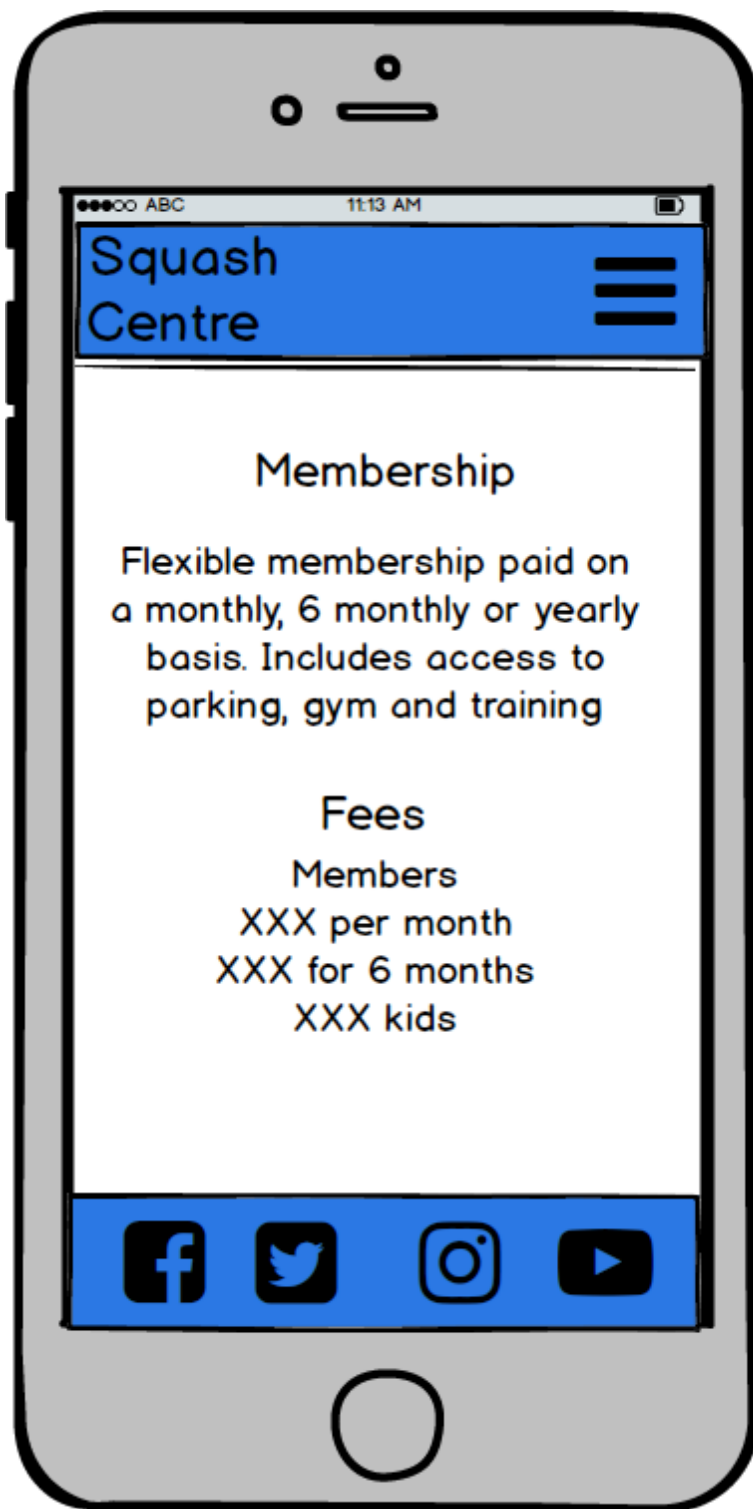 ABC 11:13 AM
Squash
Centre
Membership
Flexible membership paid on
a monthly, 6 monthly or yearly
basis. Includes access to
parking, gym and training
Fees
Members
XXX per month
XXX for 6 months
XXX kids